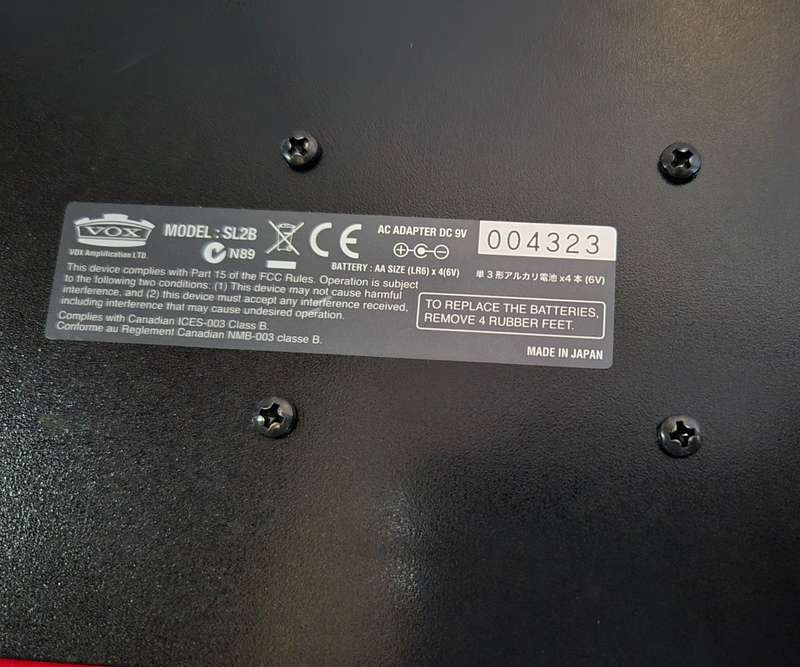 VOX
VOX Amplification LTD.
MODEL : SL2B
N89
CE
AC ADAPTER DC 9V
004323
BATTERY : AA SIZE (LR6) x 4(6V)
単3形アルカリ電池 x4本 (6V)
This device complies with Part 15 of the FCC Rules. Operation is subject
to the following two conditions: (1) This device may not cause harmful
interference, and (2) this device must accept any interference received,
including interference that may cause undesired operation.
Complies with Canadian ICES-003 Class B.
Conforme au Reglement Canadian NMB-003 classe B.
TO REPLACE THE BATTERIES,
REMOVE 4 RUBBER FEET.
MADE IN JAPAN